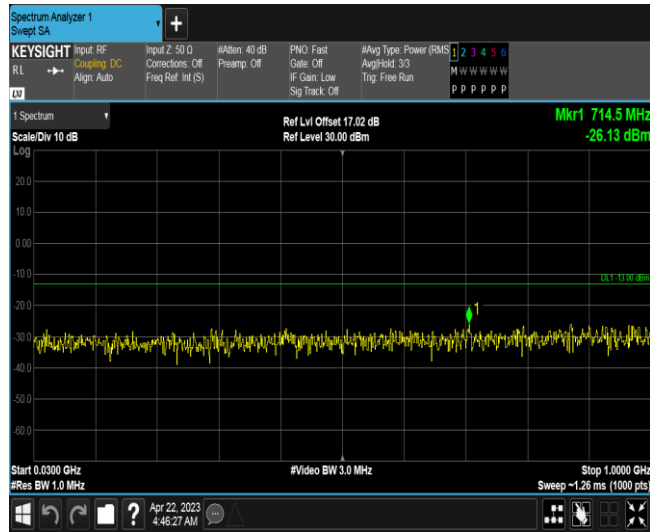 Spectrum Analyzer 1
Swept SA
+
KEYSIGHT
RL
LXI
Input: RF
Coupling: DC
Align: Auto
Input Z: 50 Ω
Corrections: Off
Freq Ref: Int (S)
#Atten: 40 dB
Preamp: Off
PNO: Fast
Gate: Off
IF Gain: Low
Sig Track: Off
#Avg Type: Power (RMS
Avg|Hold: 3/3
Trig: Free Run
1 2 3 4 5 6
M W W W W W
P P P P P P
1 Spectrum
Scale/Div 10 dB
Log
Ref Lvl Offset 17.02 dB
Ref Level 30.00 dBm
Mkr1 714.5 MHz
-26.13 dBm
20.0
10.0
0.00
-10.0
DL1 -13.00 dBm
-20.0
1
-30.0
-40.0
-50.0
-60.0
Start 0.0300 GHz
#Res BW 1.0 MHz
#Video BW 3.0 MHz
Stop 1.0000 GHz
Sweep ~1.26 ms (1000 pts)
?
Apr 22, 2023
4:46:27 AM